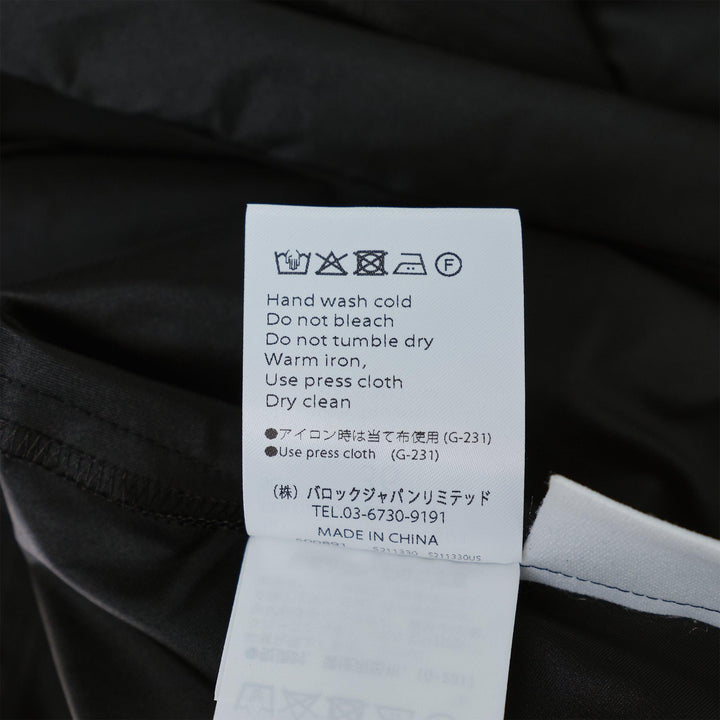 F
Hand wash cold
Do not bleach
Do not tumble dry
Warm iron,
Use press cloth
Dry clean
●アイロン時は当て布使用 (G-231)
●Use press cloth (G-231)
(株) バロックジャパンリミテッド
TEL.03-6730-9191
MADE IN CHINA
S211330 S211330US